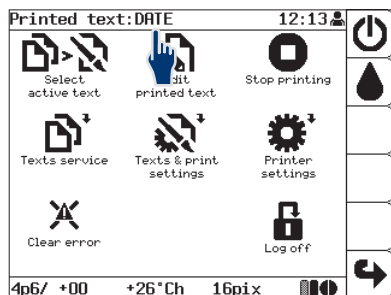 Printed text:DATE 12:13
Select
active text
printed text
Stop printing
Texts service
Texts & print
settings
Printer
settings
Clear error
Log off
4p6/ +00 +26°Ch 16pix